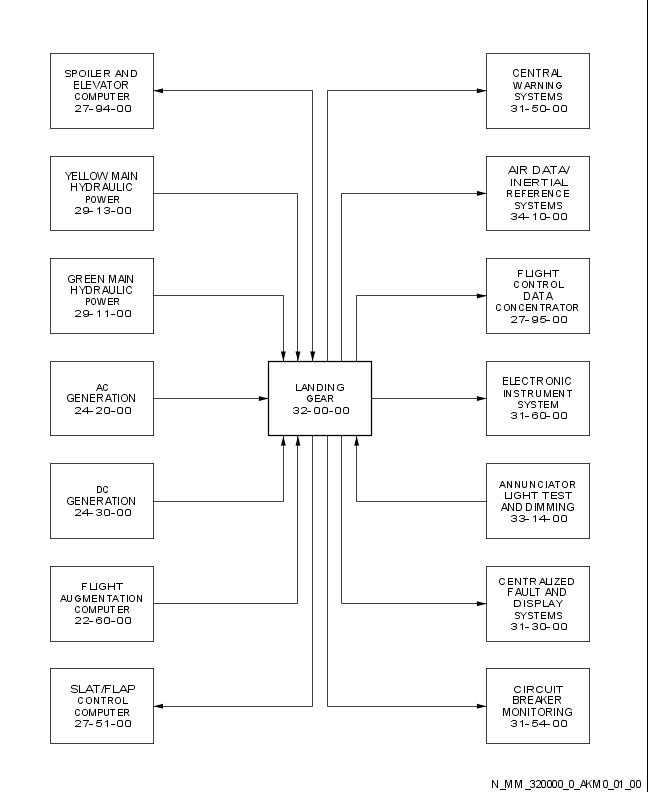 SPOILER AND
ELEVATOR
COMPUTER
27-94-00
YELLOW MAIN
HYDRAULIC
POWER
29-13-00
GREEN MAIN
HYDRAULIC
POWER
29-11-00
AC
GENERATION
24-20-00
DC
GENERATION
24-30-00
FLIGHT
AUGMENTATION
COMPUTER
22-60-00
SLAT/FLAP
CONTROL
COMPUTER
27-51-00
LANDING
GEAR
32-00-00
CENTRAL
WARNING
SYSTEMS
31-50-00
AIR DATA/
INERTIAL
REFERENCE
SYSTEMS
34-10-00
FLIGHT
CONTROL
DATA
CONCENTRATOR
27-95-00
ELECTRONIC
INSTRUMENT
SYSTEM
31-60-00
ANNUNCIATOR
LIGHT TEST
AND DIMMING
33-14-00
CENTRALIZED
FAULT AND
DISPLAY
SYSTEMS
31-30-00
CIRCUIT
BREAKER
MONITORING
31-54-00
N_MM_320000_0_AKM0_01_00